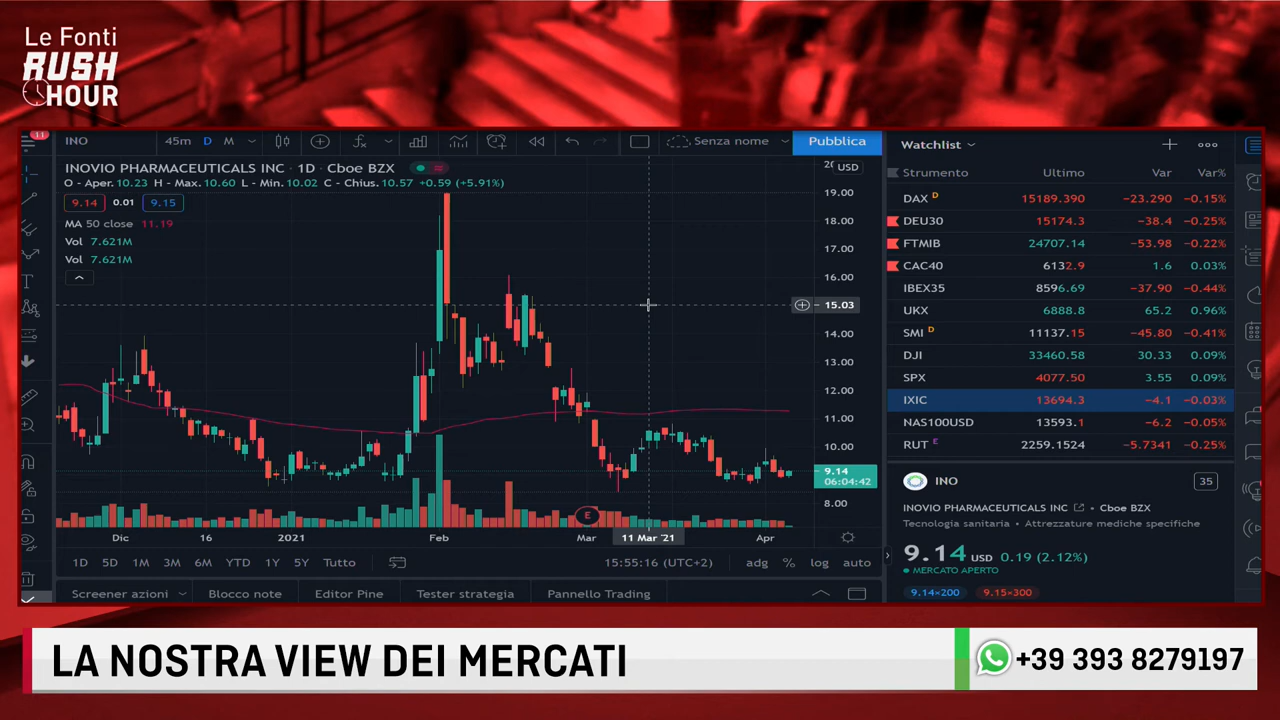 Le Fonti
RUSH
HOUR
1.1
INO
45m D M
Senza nome
Pubblica
INOVIO PHARMACEUTICALS INC · 1D · Cboe BZX
O - Aper. 10.23 H - Max. 10.60 L - Min. 10.02 C - Chius. 10.57 +0.59 (+5.91%)
9.14 0.01 9.15
MA 50 close 11.19
Vol 7.621M
Vol 7.621M
USD
19.00
18.00
17.00
16.00
15.03
14.00
13.00
12.00
11.00
10.00
9.14
06:04:42
8.00
E
Dic 16 2021 Feb Mar 11 Mar '21 Apr
1D 5D 1M 3M 6M YTD 1Y 5Y Tutto
15:55:16 (UTC+2) adg % log auto
Screener azioni Blocco note Editor Pine Tester strategia Pannello Trading
Watchlist
Strumento Ultimo Var Var%
DAX D 15189.390 −23.290 −0.15%
DEU30 15174.3 −38.4 −0.25%
FTMIB 24707.14 −53.98 −0.22%
CAC40 6132.9 1.6 0.03%
IBEX35 8596.69 −37.90 −0.44%
UKX 6888.8 65.2 0.96%
SMI D 11137.15 −45.80 −0.41%
DJI 33460.58 30.33 0.09%
SPX 4077.50 3.55 0.09%
IXIC 13694.3 −4.1 −0.03%
NAS100USD 13593.1 −6.2 −0.05%
RUT E 2259.1524 −5.7341 −0.25%
INO 35
INOVIO PHARMACEUTICALS INC • Cboe BZX
Tecnologia sanitaria • Attrezzature mediche specifiche
9.14 USD 0.19 (2.12%)
MERCATO APERTO
9.14×200 9.15×300
LA NOSTRA VIEW DEI MERCATI
+39 393 8279197